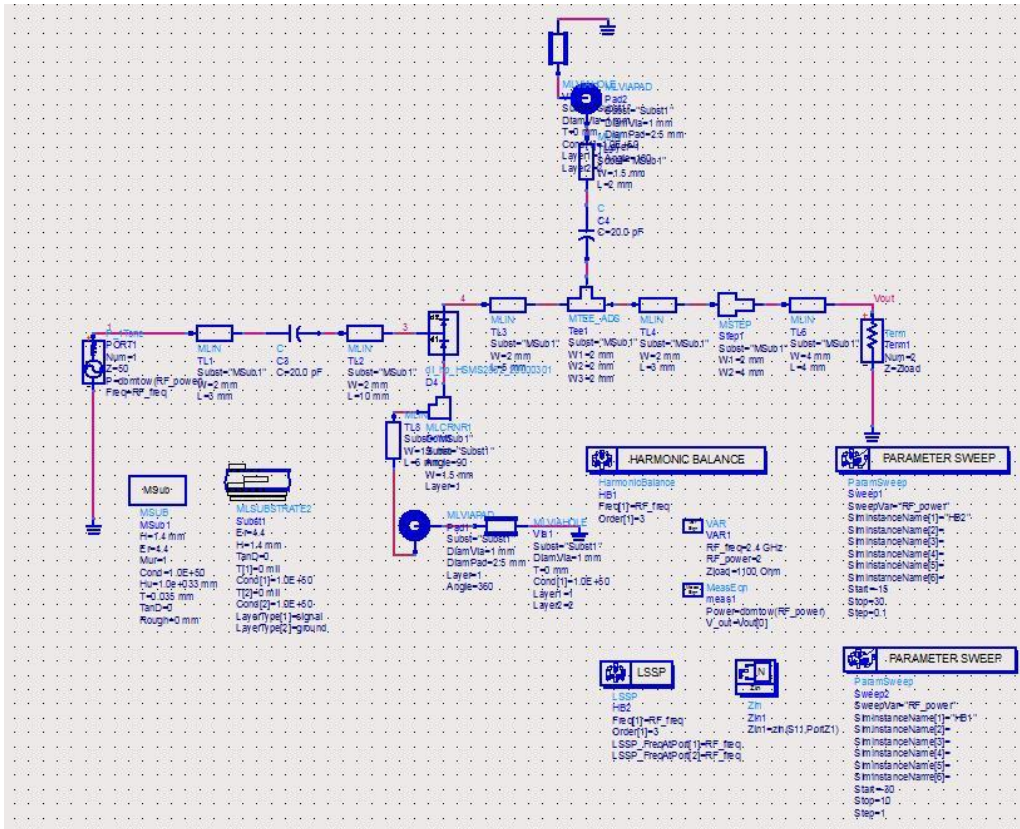 Pad2
DiamVia=1 mm
DiamPad=2.5 mm
W=1.5 mm
L=2 mm
C
C4
C=20.0 pF
PORT1
Num=1
Z=50
P=dbmtow(RF_power)
Freq=RF_freq
1
MLIN
TL1
Subst="MSub1"
W=2 mm
L=3 mm
C
C3
C=20.0 pF
MLIN
TL2
Subst="MSub1"
W=2 mm
L=10 mm
3
4
D4
MLIN
TL3
Subst="MSub1"
W=2 mm
MTEE_ADS
Tee1
Subst="MSub1"
W1=2 mm
W2=2 mm
W3=2 mm
MLIN
TL4
Subst="MSub1"
W=2 mm
L=3 mm
MSTEP
Step1
Subst="MSub1"
W1=2 mm
W2=4 mm
MLIN
TL6
Subst="MSub1"
W=4 mm
L=4 mm
Vout
Term
Term1
Num=2
Z=Zload
MLCRNR1
Angle=90
W=1.5 mm
Layer=1
MLVIAPAD
Pad1
Subst="Subst1"
DiamVia=1 mm
DiamPad=2.5 mm
Layer=1
Angle=360
MLVIAHOLE
Subst="Subst1"
DiamVia=1 mm
T=0 mm
Cond[1]=1.0E+50
Layer1=1
Layer2=2
MSub
MSUB
MSub1
H=1.4 mm
Er=4.4
Mur=1
Cond=1.0E+50
Hu=1.0e+033 mm
T=0.035 mm
TanD=0
Rough=0 mm
MLSUBSTRATE2
Subst1
Er=4.4
H=1.4 mm
TanD=0
T[1]=0 mil
Cond[1]=1.0E+50
T[2]=0 mil
Cond[2]=1.0E+50
LayerType[1]=signal
LayerType[2]=ground
HARMONIC BALANCE
HarmonicBalance
HB1
Freq[1]=RF_freq
Order[1]=3
VAR
VAR1
RF_freq=2.4 GHz
RF_power=2
Zload=1100 Ohm
MeasEqn
meas1
Power=dbmtow(RF_power)
V_out=Vout[0]
PARAMETER SWEEP
ParamSweep
Sweep1
SweepVar="RF_power"
SimInstanceName[1]="HB2"
SimInstanceName[2]=
SimInstanceName[3]=
SimInstanceName[4]=
SimInstanceName[5]=
SimInstanceName[6]=
Start=-15
Stop=30
Step=0.1
LSSP
LSSP
HB2
Freq[1]=RF_freq
Order[1]=3
LSSP_FreqAtPort[1]=RF_freq
LSSP_FreqAtPort[2]=RF_freq
N
Zin
Zin
Zin1
Zin1=zin(S11,PortZ1)
PARAMETER SWEEP
ParamSweep
Sweep2
SweepVar="RF_power"
SimInstanceName[1]="HB1"
SimInstanceName[2]=
SimInstanceName[3]=
SimInstanceName[4]=
SimInstanceName[5]=
SimInstanceName[6]=
Start=-30
Stop=10
Step=1